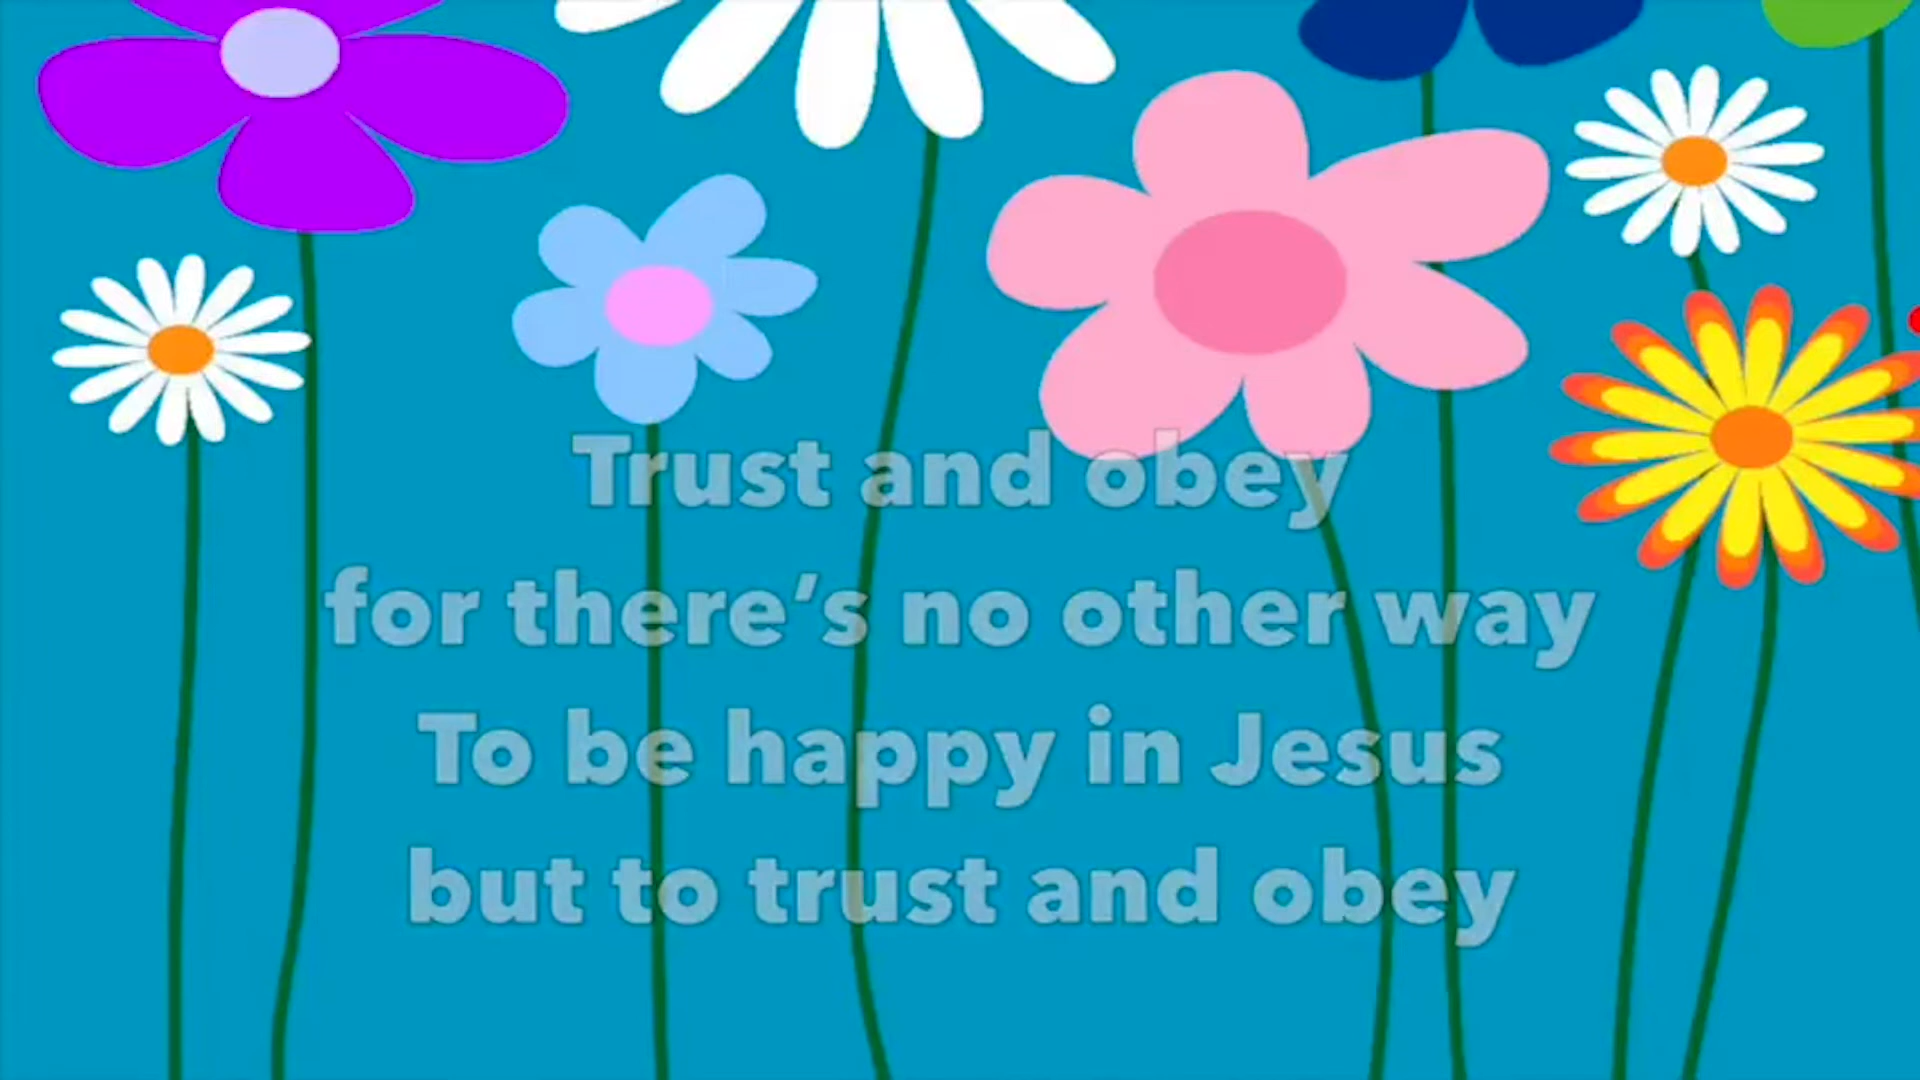 Trust and obey
for there’s no other way
To be happy in Jesus
but to trust and obey